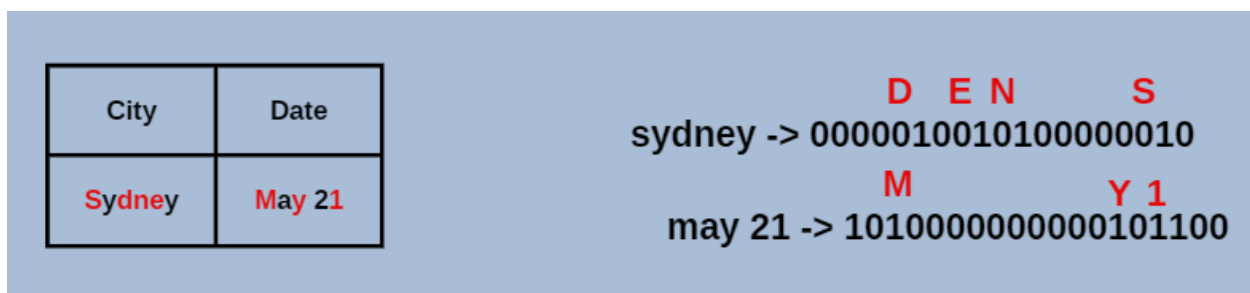 City Date
Sydney May 21
D E N S
sydney -> 0000010010100000010
M Y 1
may 21 -> 1010000000000101100